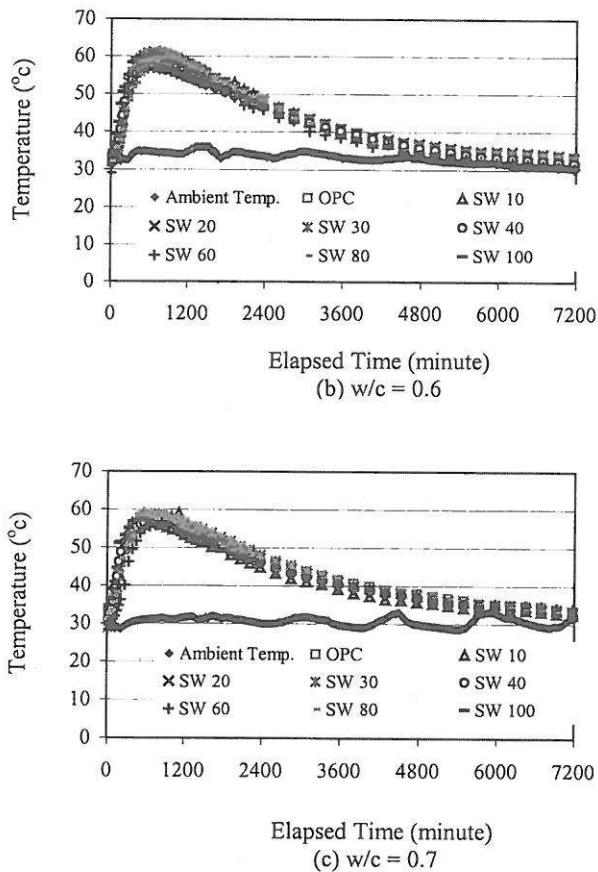 Temperature (°c)
70
60
50
40
30
20
10
0
Ambient Temp. OPC SW 10
SW 20 SW 30 SW 40
SW 60 SW 80 SW 100
0 1200 2400 3600 4800 6000 7200
Elapsed Time (minute)
(b) w/c = 0.6
Temperature (°c)
70
60
50
40
30
20
10
0
Ambient Temp. OPC SW 10
SW 20 SW 30 SW 40
SW 60 SW 80 SW 100
0 1200 2400 3600 4800 6000 7200
Elapsed Time (minute)
(c) w/c = 0.7